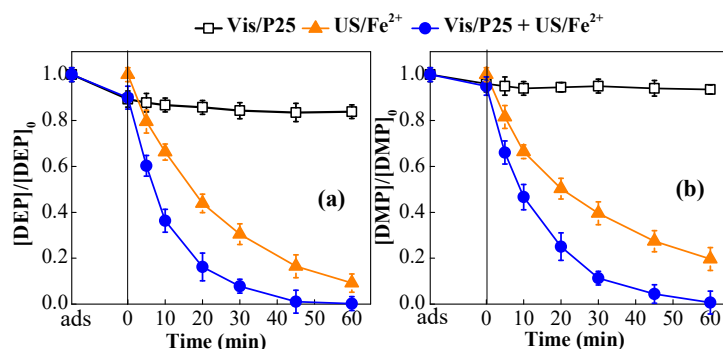 Vis/P25 US/Fe²⁺ Vis/P25 + US/Fe²⁺
[DEP]/[DEP]₀
1.0
0.8
0.6
0.4
0.2
0.0
(a)
ads 0 10 20 30 40 50 60
Time (min)
[DMP]/[DMP]₀
1.0
0.8
0.6
0.4
0.2
0.0
(b)
ads 0 10 20 30 40 50 60
Time (min)